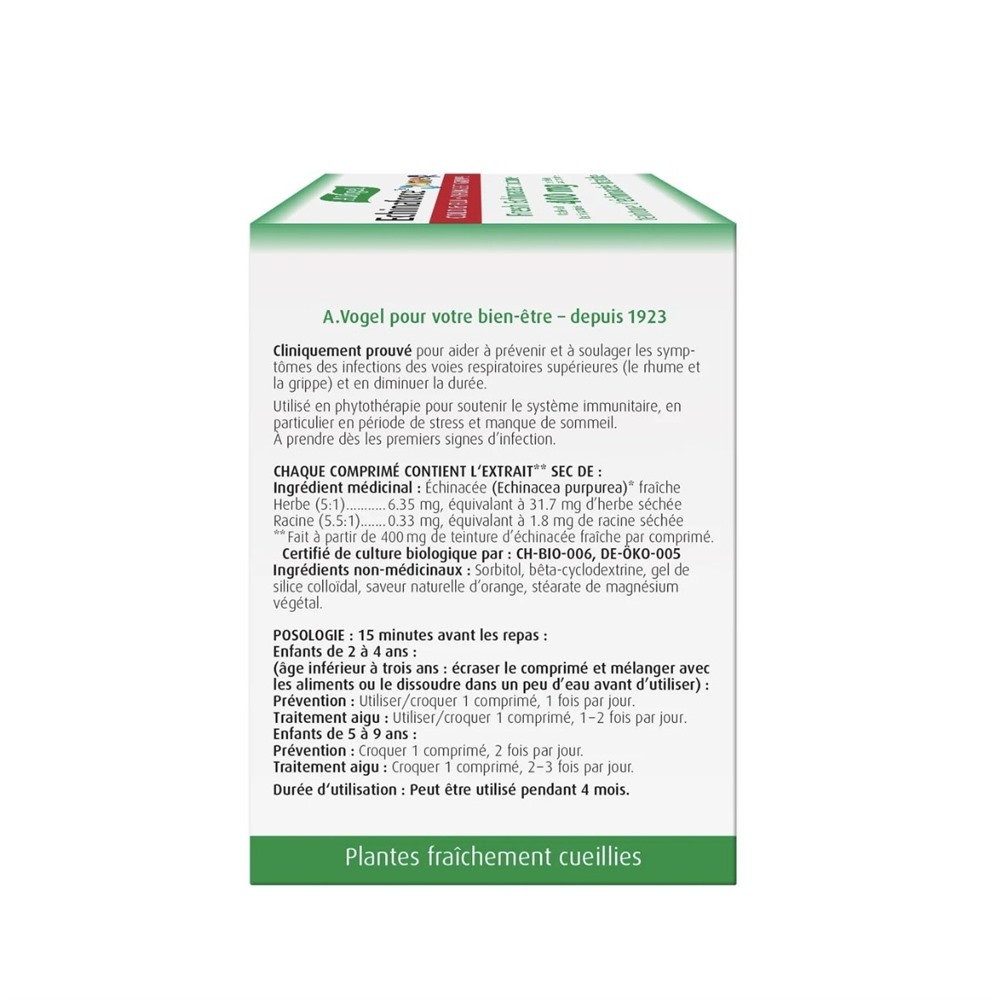 A.Vogel
Echinaforce
Fresh Echinacea
400 mg
A.Vogel pour votre bien-être – depuis 1923
Cliniquement prouvé pour aider à prévenir et à soulager les symp-
tômes des infections des voies respiratoires supérieures (le rhume et
la grippe) et en diminuer la durée.
Utilisé en phytothérapie pour soutenir le système immunitaire, en
particulier en période de stress et manque de sommeil.
À prendre dès les premiers signes d’infection.
CHAQUE COMPRIMÉ CONTIENT L‘EXTRAIT** SEC DE :
Ingrédient médicinal : Échinacée (Echinacea purpurea)* fraîche
Herbe (5:1)..........6.35 mg, équivalant à 31.7 mg d’herbe séchée
Racine (5.5:1)......0.33 mg, équivalant à 1.8 mg de racine séchée
**Fait à partir de 400 mg de teinture d’échinacée fraîche par comprimé.
Certifié de culture biologique par : CH-BIO-006, DE-ÖKO-005
Ingrédients non-médicinaux : Sorbitol, bêta-cyclodextrine, gel de
silice colloïdal, saveur naturelle d’orange, stéarate de magnésium
végétal.
POSOLOGIE : 15 minutes avant les repas :
Enfants de 2 à 4 ans :
(âge inférieur à trois ans : écraser le comprimé et mélanger avec
les aliments ou le dissoudre dans un peu d’eau avant d’utiliser) :
Prévention : Utiliser/croquer 1 comprimé, 1 fois par jour.
Traitement aigu : Utiliser/croquer 1 comprimé, 1–2 fois par jour.
Enfants de 5 à 9 ans :
Prévention : Croquer 1 comprimé, 2 fois par jour.
Traitement aigu : Croquer 1 comprimé, 2–3 fois par jour.
Durée d‘utilisation : Peut être utilisé pendant 4 mois.
Plantes fraîchement cueillies